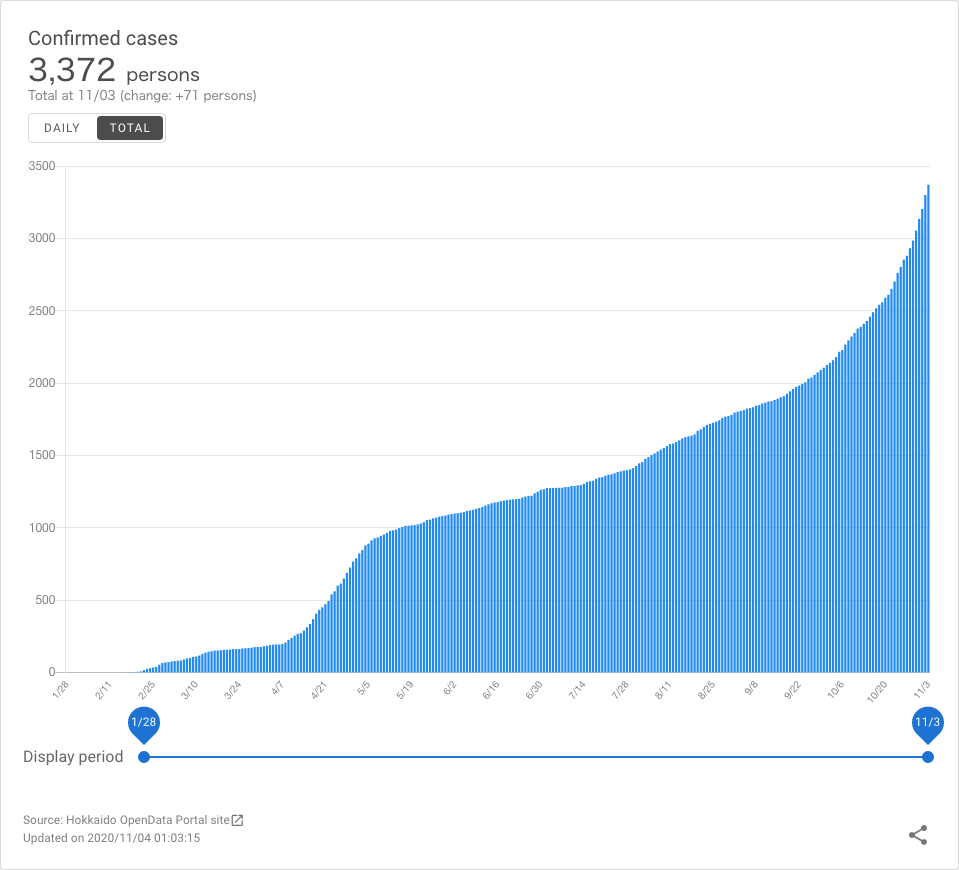 Confirmed cases
3,372 persons
Total at 11/03 (change: +71 persons)
DAILY TOTAL
3500
3000
2500
2000
1500
1000
500
0
1/28 2/11 2/25 3/10 3/24 4/7 4/21 5/5 5/19 6/2 6/16 6/30 7/14 7/28 8/11 8/25 9/8 9/22 10/6 10/20 11/3
1/28 11/3
Display period
Source: Hokkaido OpenData Portal site
Updated on 2020/11/04 01:03:15